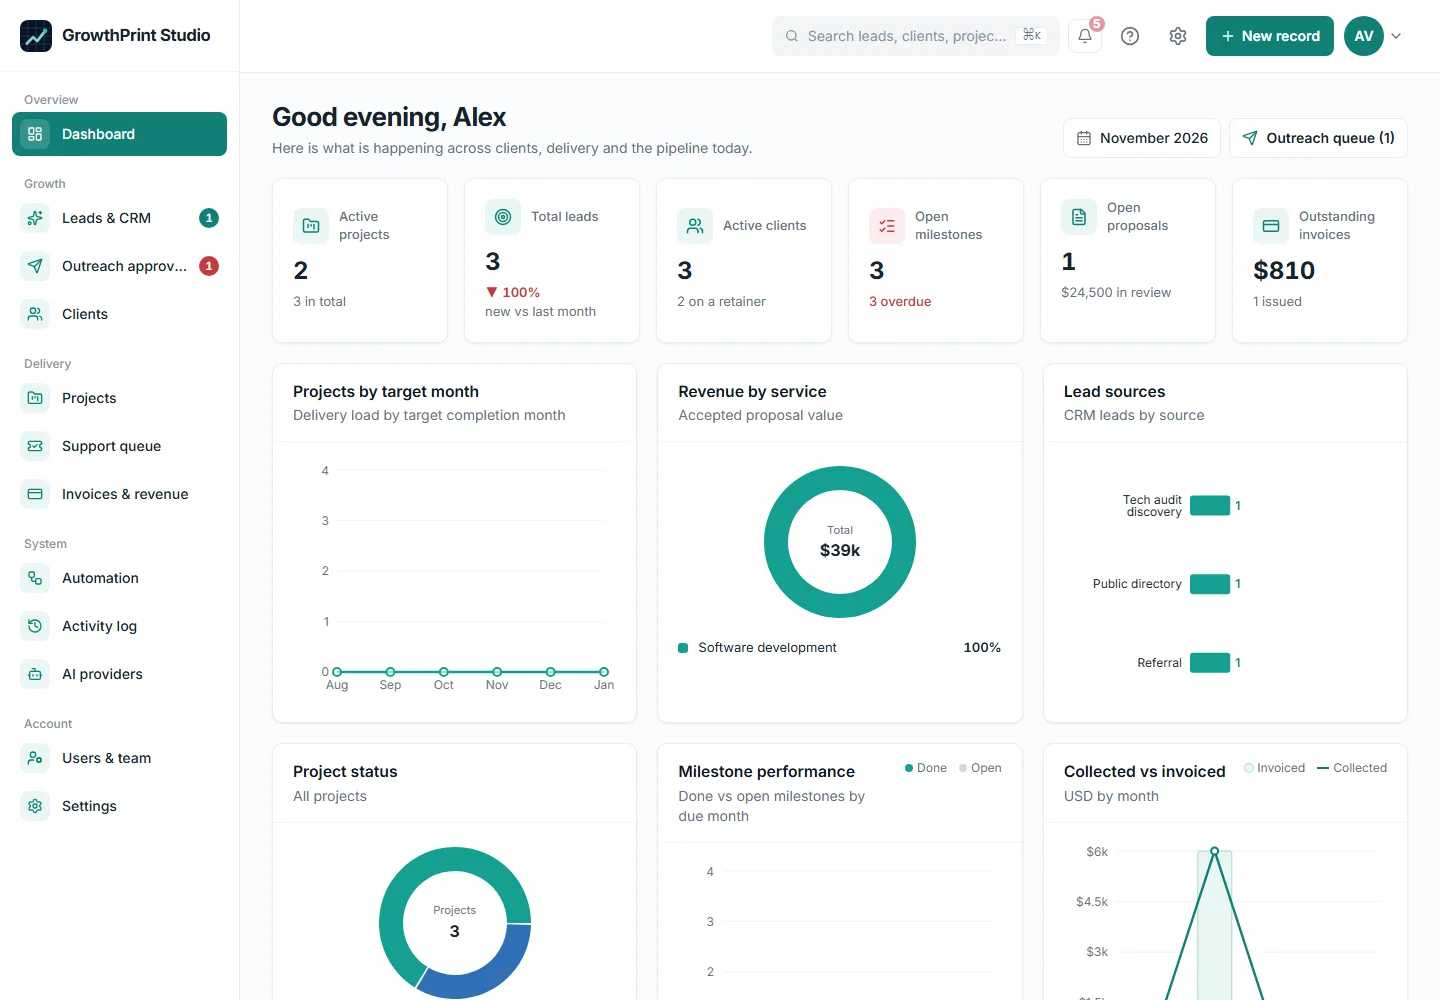 GrowthPrint Studio
Search leads, clients, projec...
⌘K
5
New record
AV
Overview
Dashboard
Growth
Leads & CRM
1
Outreach approv...
1
Clients
Delivery
Projects
Support queue
Invoices & revenue
System
Automation
Activity log
AI providers
Account
Users & team
Settings
Good evening, Alex
Here is what is happening across clients, delivery and the pipeline today.
November 2026
Outreach queue (1)
Active
projects
2
3 in total
Total leads
3
▼ 100%
new vs last month
Active clients
3
2 on a retainer
Open
milestones
3
3 overdue
Open
proposals
1
$24,500 in review
Outstanding
invoices
$810
1 issued
Projects by target month
Delivery load by target completion month
4
3
2
1
0
Aug
Sep
Oct
Nov
Dec
Jan
Revenue by service
Accepted proposal value
Total
$39k
Software development
100%
Lead sources
CRM leads by source
Tech audit
discovery
1
Public directory
1
Referral
1
Project status
All projects
Projects
3
Milestone performance
Done
Open
Done vs open milestones by
due month
4
3
2
Collected vs invoiced
Invoiced
Collected
USD by month
$6k
$4.5k
$3k